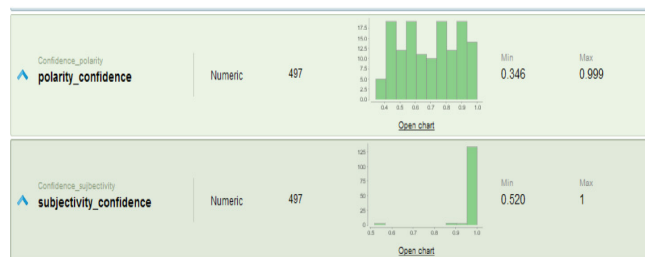 Confidence_polarity
polarity_confidence
Numeric
497
17.5
15.0
12.5
10.0
7.5
5.0
2.5
0.0
0.4 0.5 0.6 0.7 0.8 0.9 1.0
Open chart
Min
0.346
Max
0.999
Confidence_sujbectivity
subjectivity_confidence
Numeric
497
125
100
75
50
25
0
0.5 0.6 0.7 0.8 0.9 1.0
Open chart
Min
0.520
Max
1